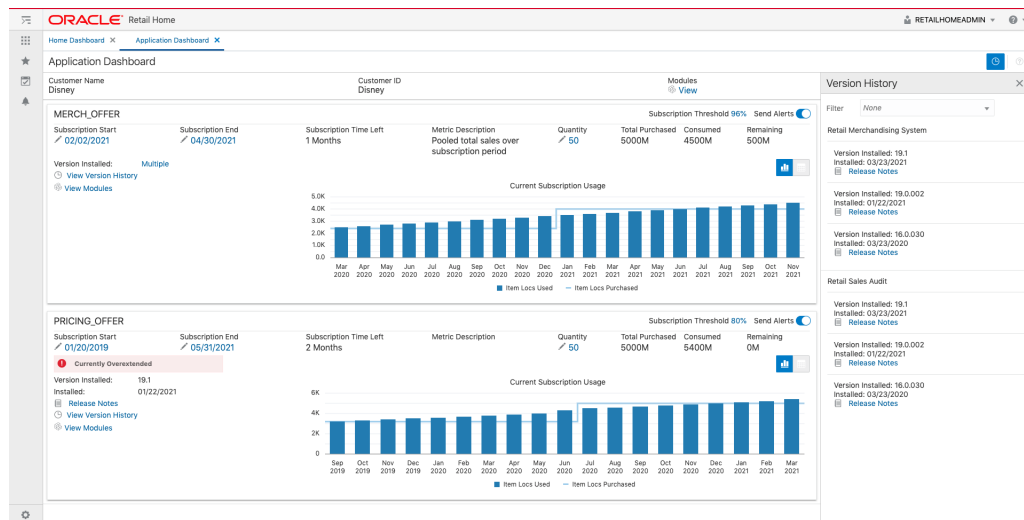 ORACLE® Retail Home
RETAILHOMEADMIN
Home Dashboard ×
Application Dashboard ×
Application Dashboard
Customer Name
Disney
Customer ID
Disney
Modules
View
MERCH_OFFER
Subscription Threshold 96% Send Alerts
Subscription Start
02/02/2021
Subscription End
04/30/2021
Subscription Time Left
1 Months
Metric Description
Pooled total sales over
subscription period
Quantity
50
Total Purchased
5000M
Consumed
4500M
Remaining
500M
Version Installed: Multiple
View Version History
View Modules
Current Subscription Usage
5.0K
4.0K
3.0K
2.0K
1.0K
0.0
Mar Apr May Jun Jul Aug Sep Oct Nov Dec Jan Feb Mar Apr May Jun Jul Aug Sep Oct Nov
2020 2020 2020 2020 2020 2020 2020 2020 2020 2020 2021 2021 2021 2021 2021 2021 2021 2021 2021 2021 2021
Item Locs Used Item Locs Purchased
PRICING_OFFER
Subscription Threshold 80% Send Alerts
Subscription Start
01/20/2019
Subscription End
05/31/2021
Subscription Time Left
2 Months
Metric Description
Quantity
50
Total Purchased
5000M
Consumed
5400M
Remaining
0M
Currently Overextended
Version Installed: 19.1
Installed: 01/22/2021
Release Notes
View Version History
View Modules
Current Subscription Usage
6K
4K
2K
0
Sep Oct Nov Dec Jan Feb Mar Apr May Jun Jul Aug Sep Oct Nov Dec Jan Feb Mar
2019 2019 2019 2019 2020 2020 2020 2020 2020 2020 2020 2020 2020 2020 2020 2020 2021 2021 2021
Item Locs Used Item Locs Purchased
Version History ×
Filter None
Retail Merchandising System
Version Installed: 19.1
Installed: 03/23/2021
Release Notes
Version Installed: 19.0.002
Installed: 01/22/2021
Release Notes
Version Installed: 16.0.030
Installed: 03/23/2020
Release Notes
Retail Sales Audit
Version Installed: 19.1
Installed: 03/23/2021
Release Notes
Version Installed: 19.0.002
Installed: 01/22/2021
Release Notes
Version Installed: 16.0.030
Installed: 03/23/2020
Release Notes